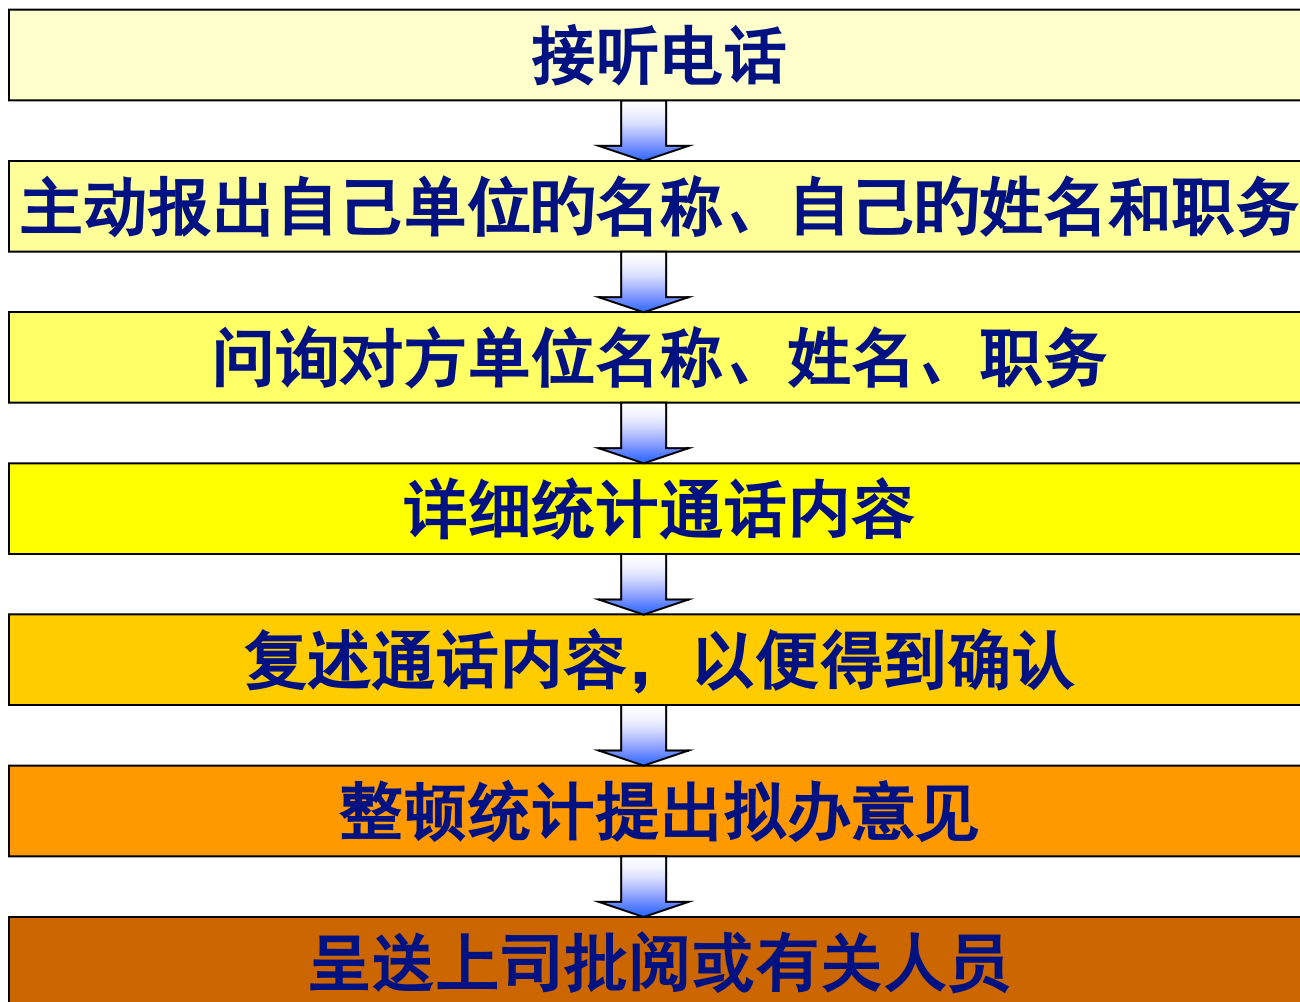 接听电话
主动报出自己单位旳名称、自己旳姓名和职务
问询对方单位名称、姓名、职务
详细统计通话内容
复述通话内容，以便得到确认
整顿统计提出拟办意见
呈送上司批阅或有关人员